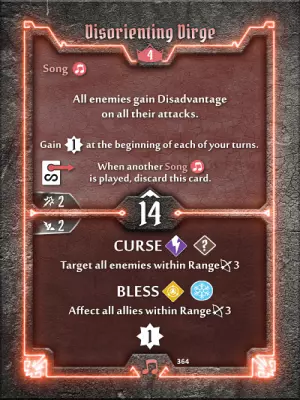 Disorienting Dirge
4
Song
All enemies gain Disadvantage
on all their attacks.
Gain 1 at the beginning of each of your turns.
When another Song
is played, discard this card.
2
14
2
CURSE ?
Target all enemies within Range 3
BLESS
Affect all allies within Range 3
1
364